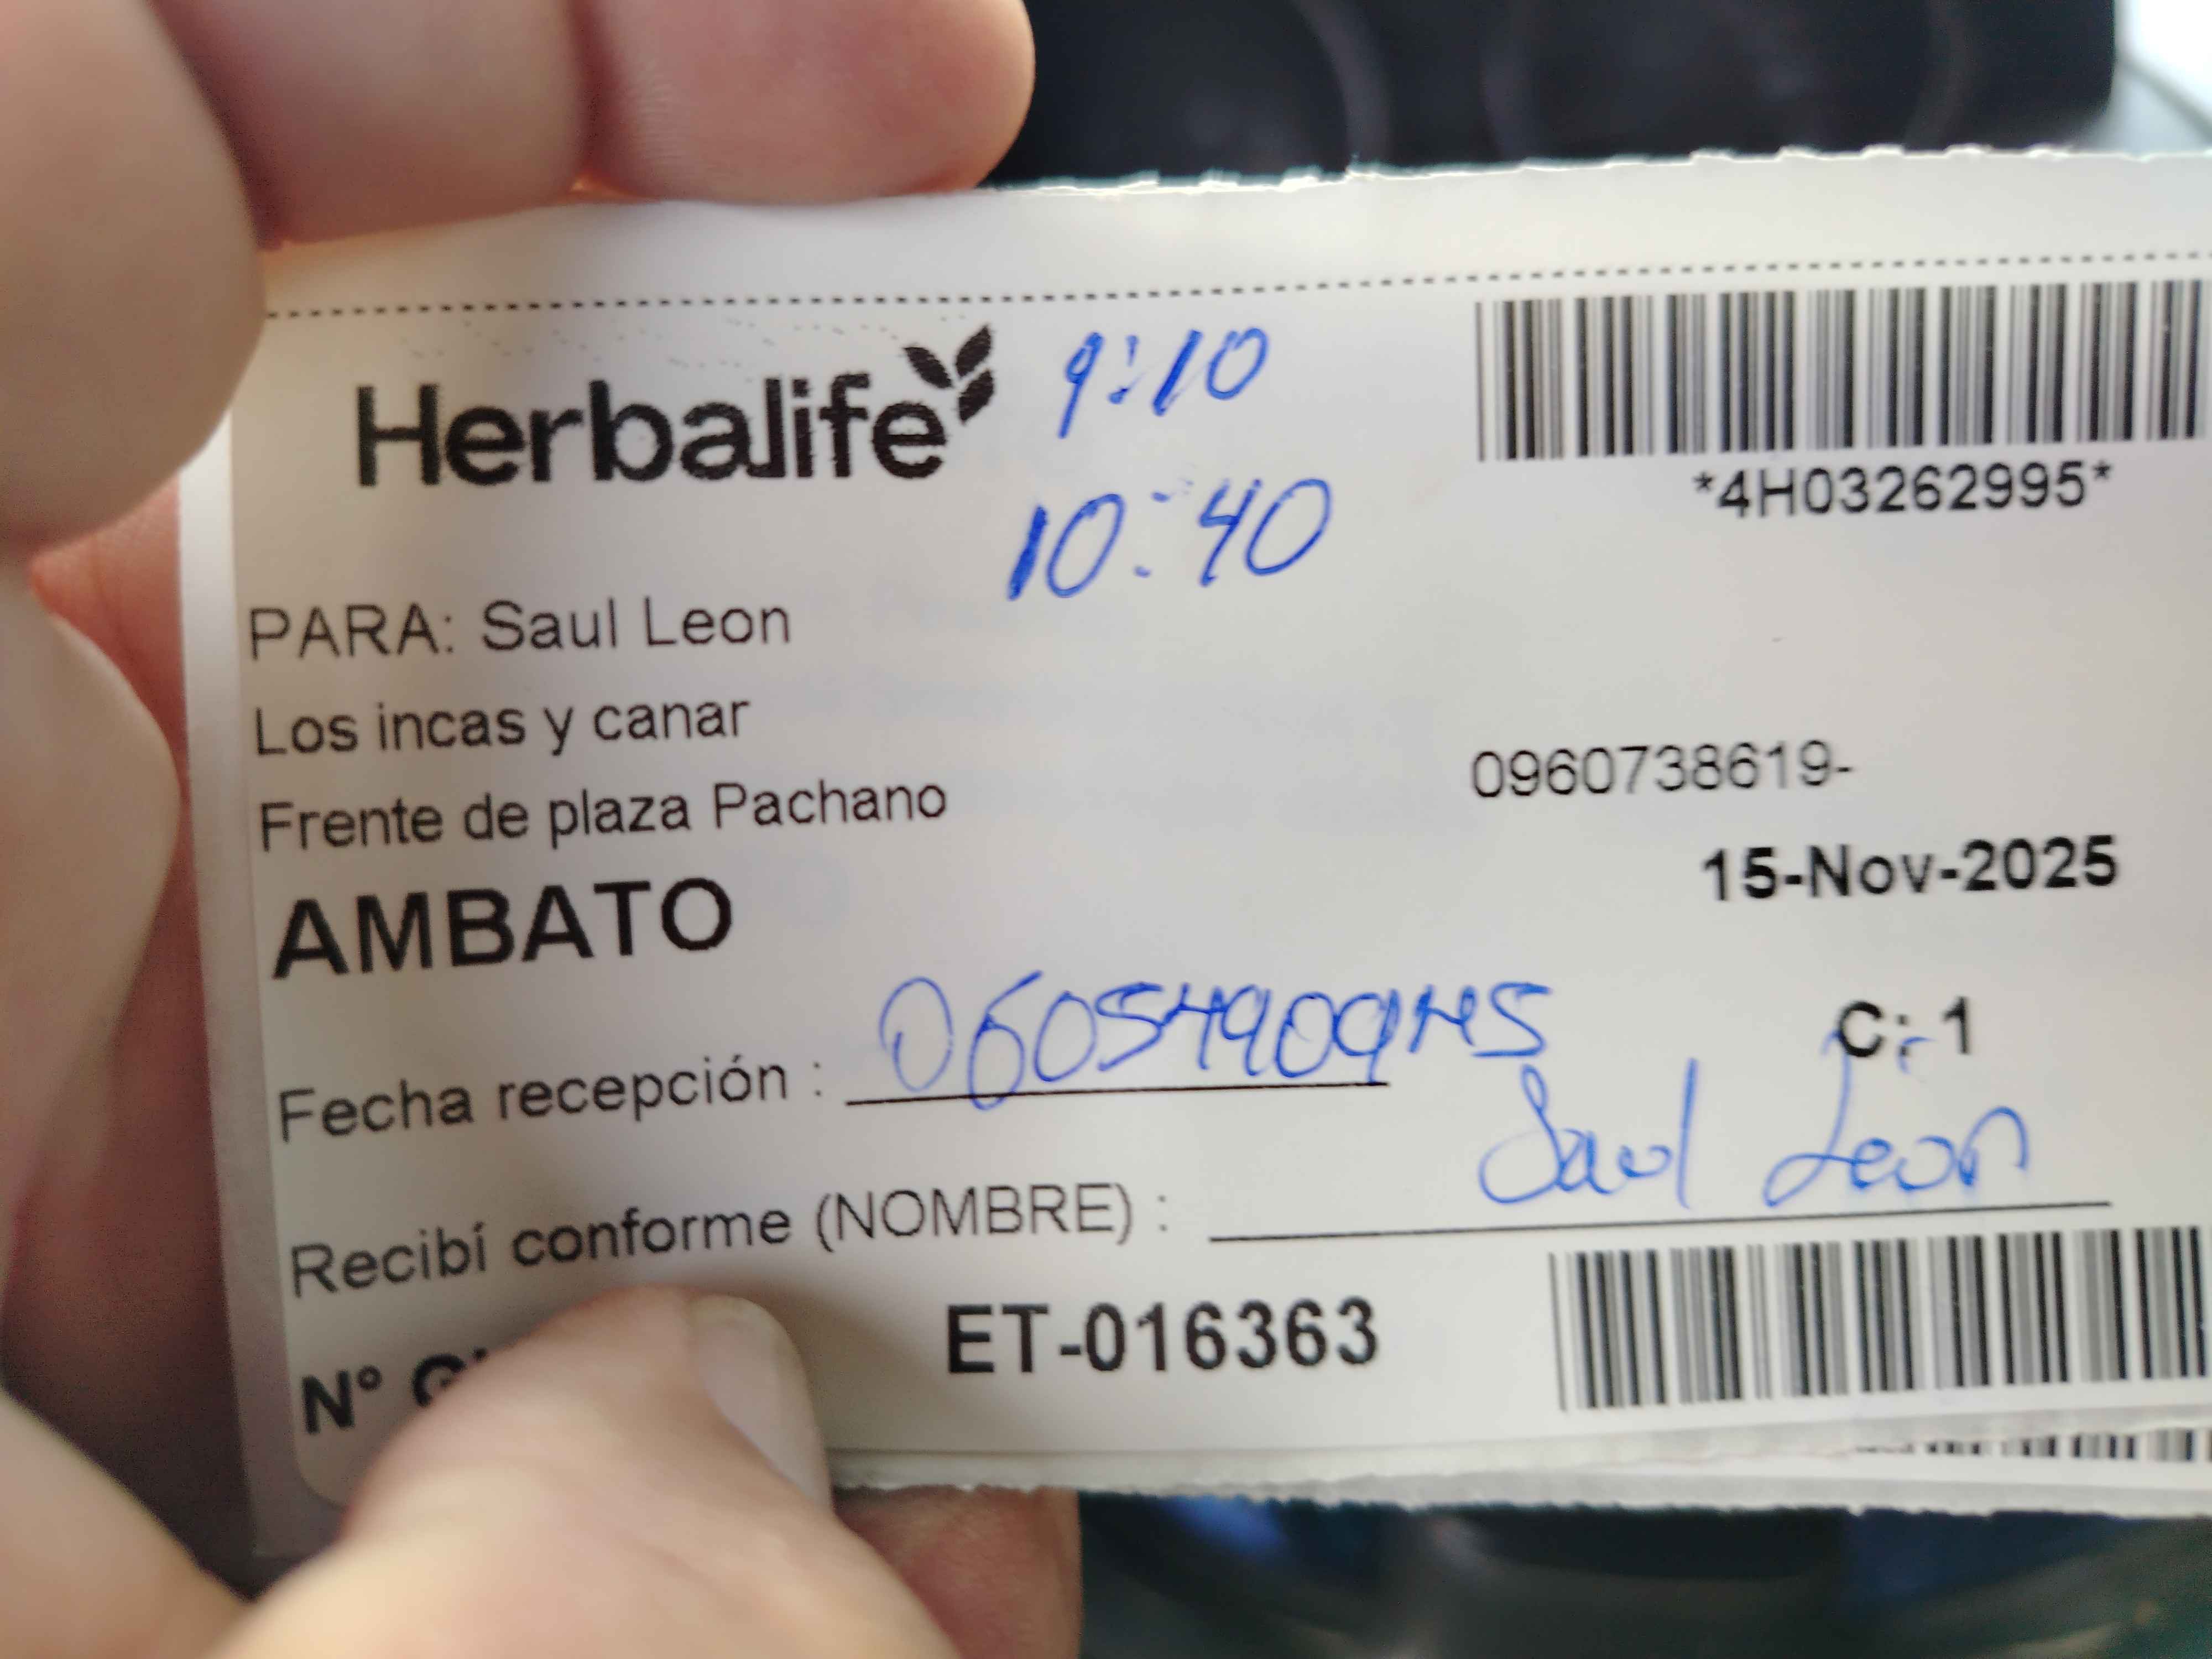 Herbalife 9:10
10:40
*4H03262995*
PARA: Saul Leon
Los incas y canar
Frente de plaza Pachano
0960738619-
AMBATO
15-Nov-2025
C: 1
Fecha recepción :
Recibí conforme (NOMBRE) : Saul Leon
N°
ET-016363